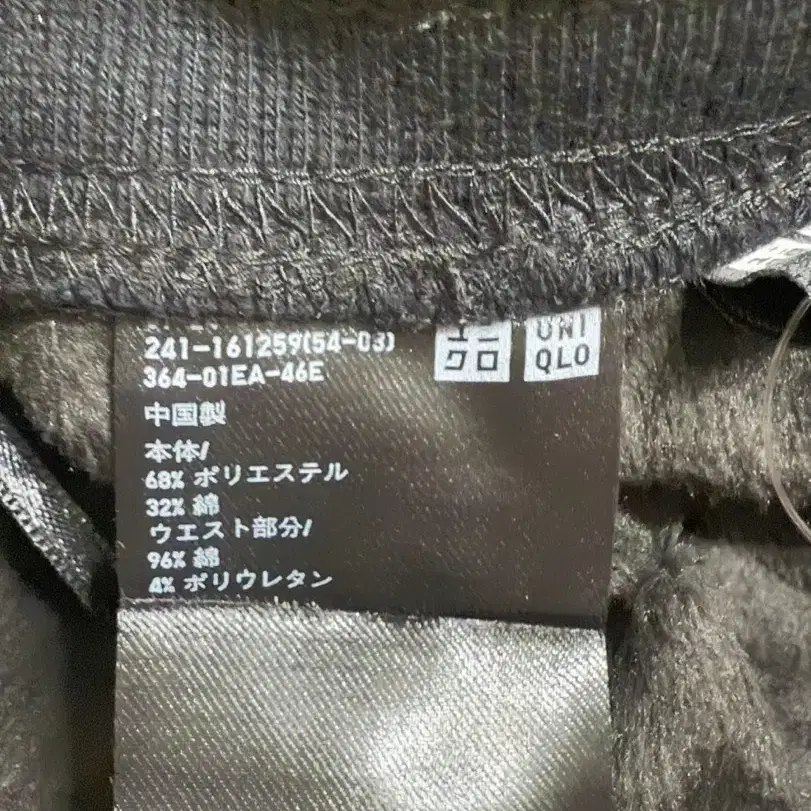 241-161259(54-03)
364-01EA-46E
ユニ
クロ
UNI
QLO
中国製
本体/
68% ポリエステル
32% 綿
ウエスト部分/
96% 綿
4% ポリウレタン